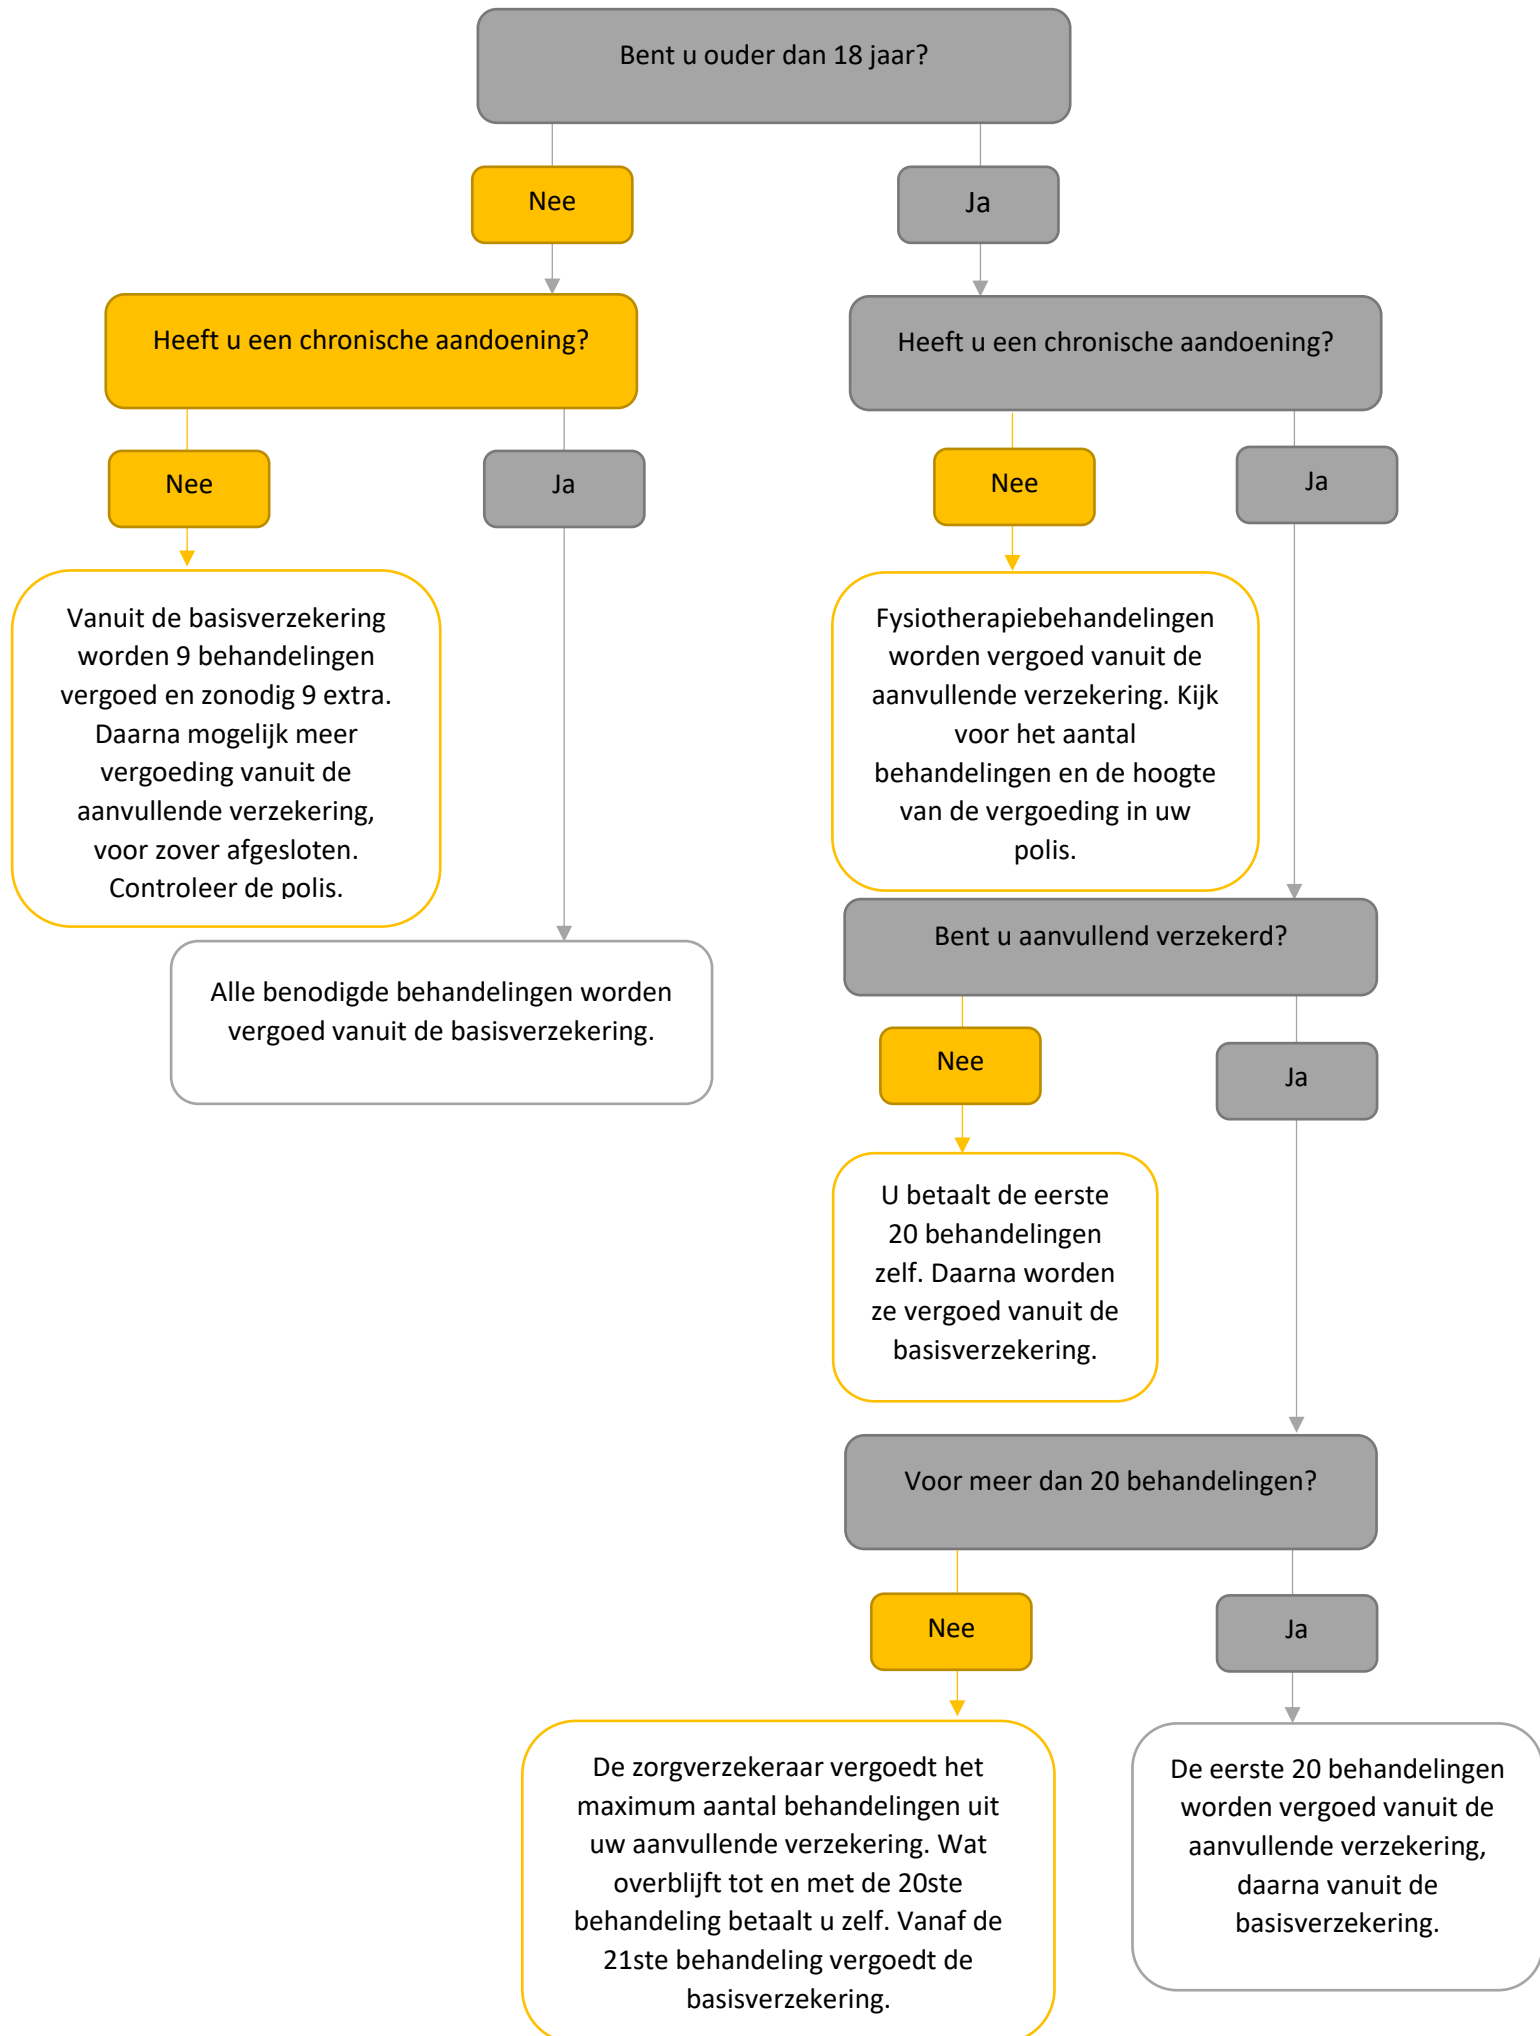 Bent u ouder dan 18 jaar?
Nee
Ja
Heeft u een chronische aandoening?
Heeft u een chronische aandoening?
Nee
Ja
Nee
Ja
Vanuit de basisverzekering
worden 9 behandelingen
vergoed en zonodig 9 extra.
Daarna mogelijk meer
vergoeding vanuit de
aanvullende verzekering,
voor zover afgesloten.
Controleer de polis.
Fysiotherapiebehandelingen
worden vergoed vanuit de
aanvullende verzekering. Kijk
voor het aantal
behandelingen en de hoogte
van de vergoeding in uw
polis.
Alle benodigde behandelingen worden
vergoed vanuit de basisverzekering.
Bent u aanvullend verzekerd?
Nee
Ja
U betaalt de eerste
20 behandelingen
zelf. Daarna worden
ze vergoed vanuit de
basisverzekering.
Voor meer dan 20 behandelingen?
Nee
Ja
De zorgverzekeraar vergoedt het
maximum aantal behandelingen uit
uw aanvullende verzekering. Wat
overblijft tot en met de 20ste
behandeling betaalt u zelf. Vanaf de
21ste behandeling vergoedt de
basisverzekering.
De eerste 20 behandelingen
worden vergoed vanuit de
aanvullende verzekering,
daarna vanuit de
basisverzekering.